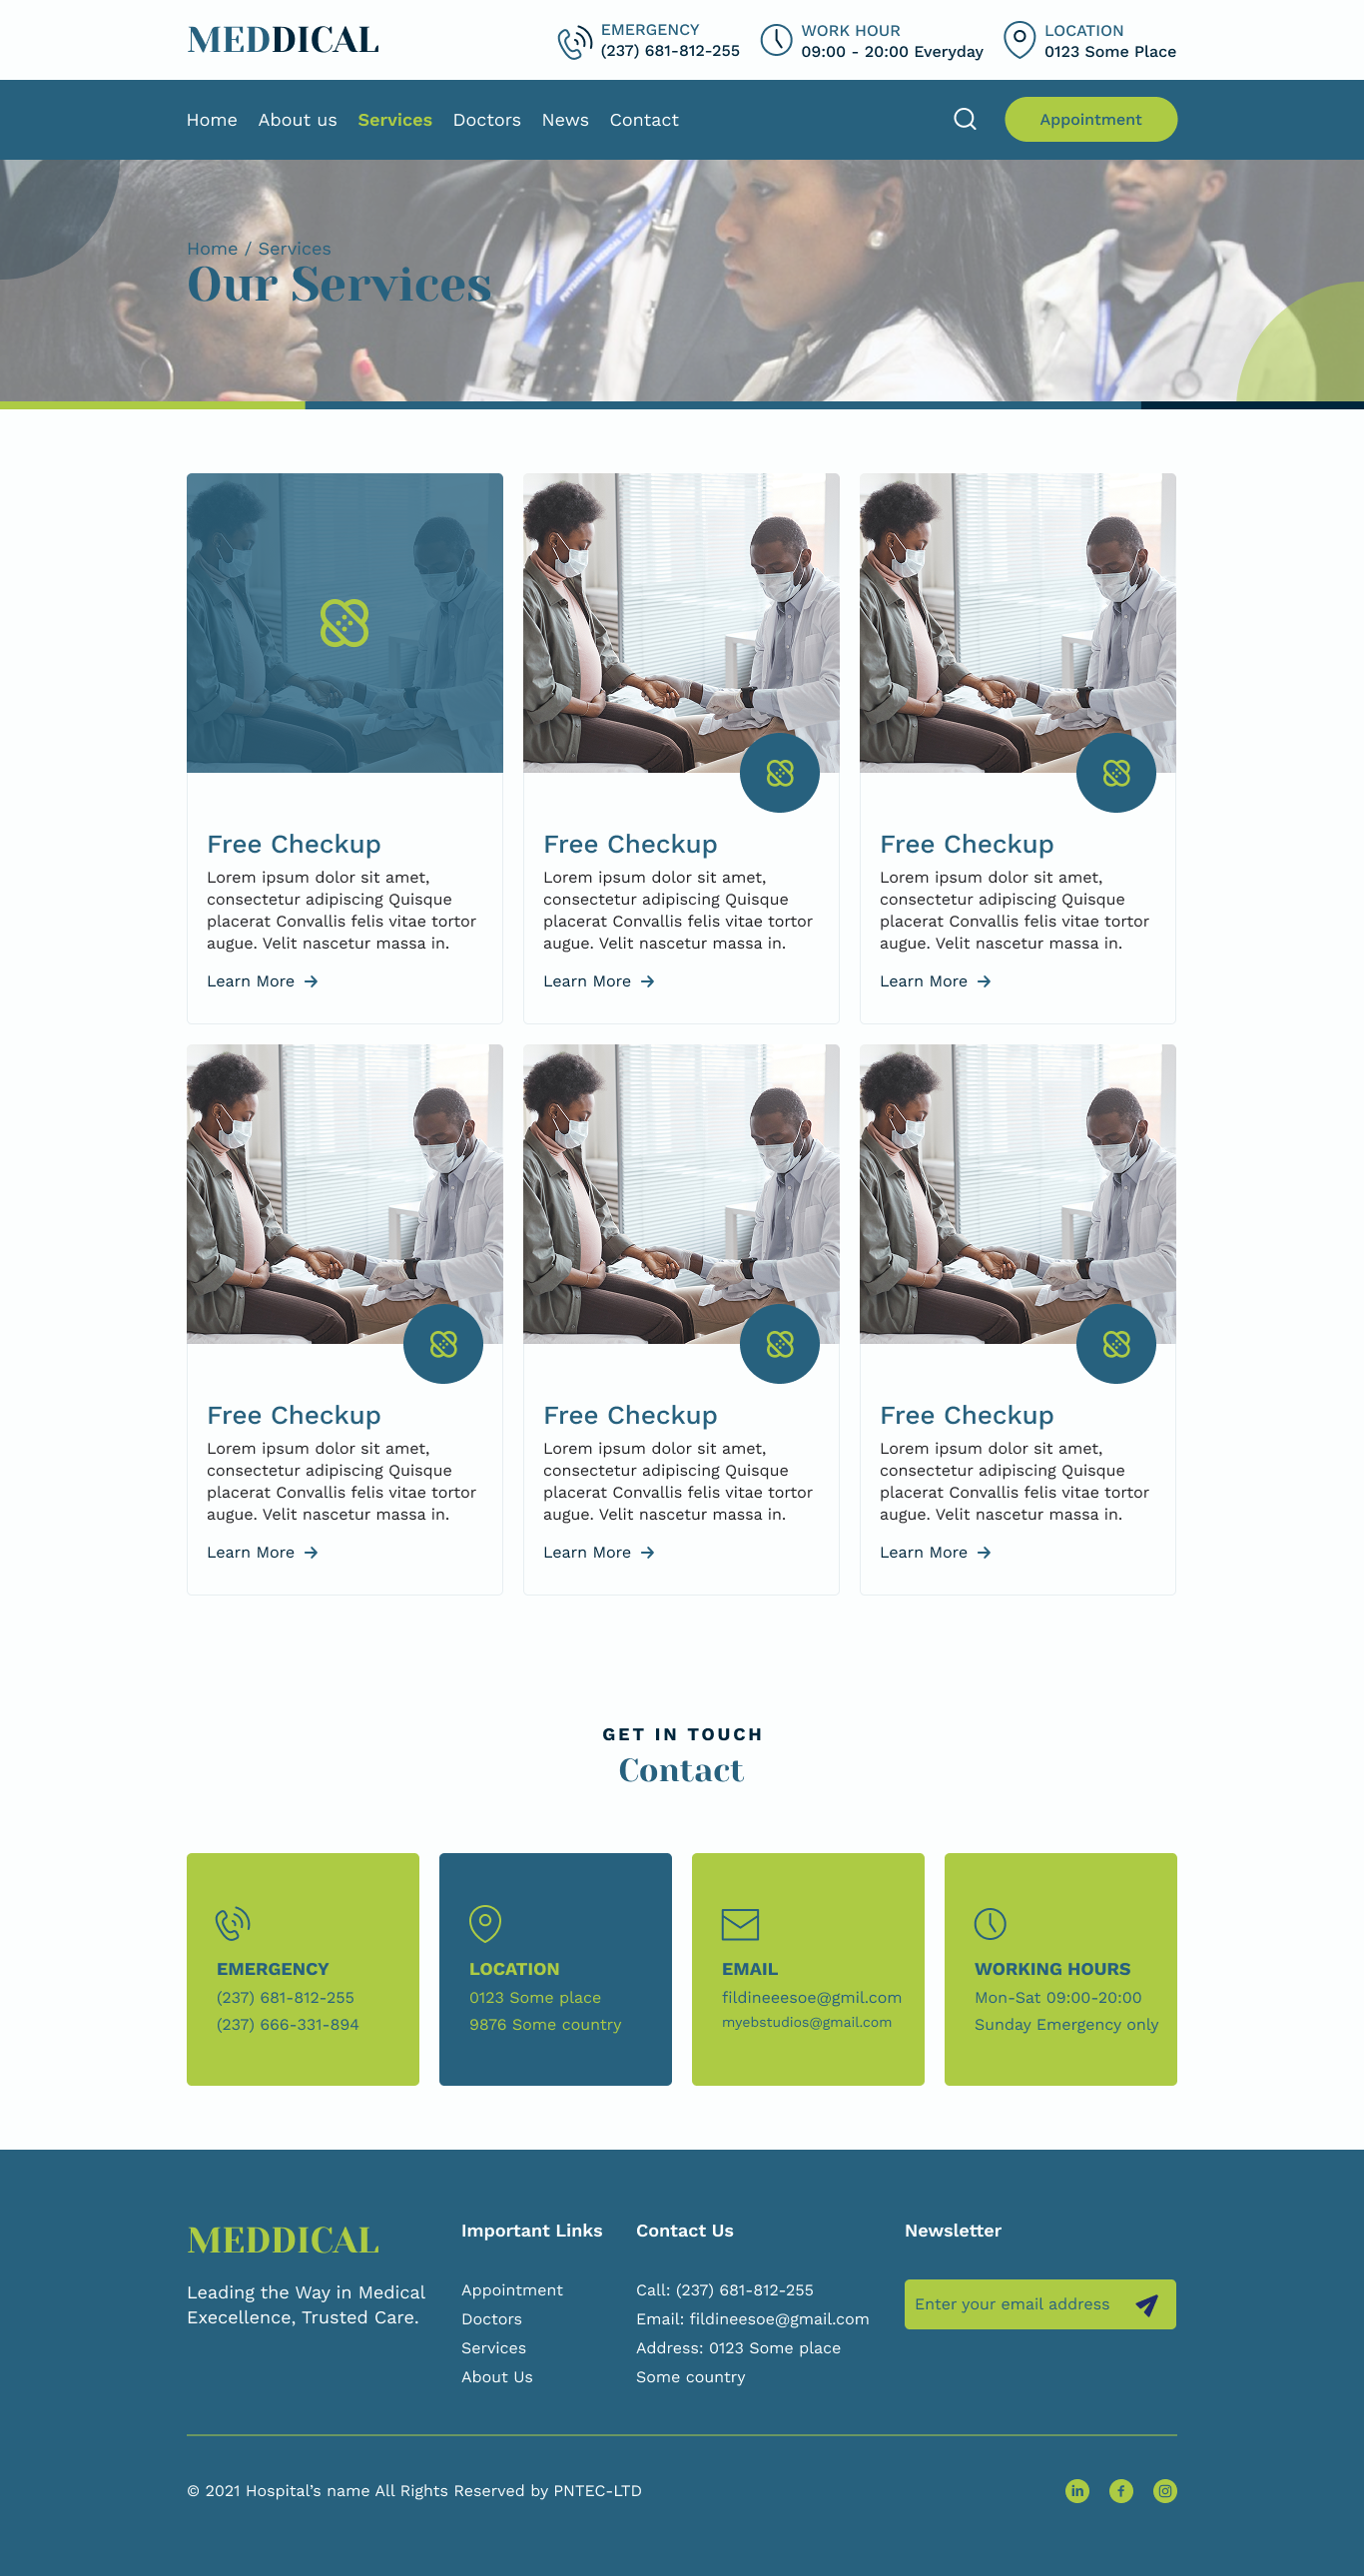 MEDDICAL
EMERGENCY
(237) 681-812-255
WORK HOUR
09:00 - 20:00 Everyday
LOCATION
0123 Some Place
Home About us Services Doctors News Contact
Appointment
Home / Services
Our Services
Free Checkup
Lorem ipsum dolor sit amet,
consectetur adipiscing Quisque
placerat Convallis felis vitae tortor
augue. Velit nascetur massa in.
Learn More
Free Checkup
Lorem ipsum dolor sit amet,
consectetur adipiscing Quisque
placerat Convallis felis vitae tortor
augue. Velit nascetur massa in.
Learn More
Free Checkup
Lorem ipsum dolor sit amet,
consectetur adipiscing Quisque
placerat Convallis felis vitae tortor
augue. Velit nascetur massa in.
Learn More
Free Checkup
Lorem ipsum dolor sit amet,
consectetur adipiscing Quisque
placerat Convallis felis vitae tortor
augue. Velit nascetur massa in.
Learn More
Free Checkup
Lorem ipsum dolor sit amet,
consectetur adipiscing Quisque
placerat Convallis felis vitae tortor
augue. Velit nascetur massa in.
Learn More
Free Checkup
Lorem ipsum dolor sit amet,
consectetur adipiscing Quisque
placerat Convallis felis vitae tortor
augue. Velit nascetur massa in.
Learn More
GET IN TOUCH
Contact
EMERGENCY
(237) 681-812-255
(237) 666-331-894
LOCATION
0123 Some place
9876 Some country
EMAIL
fildineeesoe@gmil.com
myebstudios@gmail.com
WORKING HOURS
Mon-Sat 09:00-20:00
Sunday Emergency only
MEDDICAL
Leading the Way in Medical
Execellence, Trusted Care.
Important Links
Appointment
Doctors
Services
About Us
Contact Us
Call: (237) 681-812-255
Email: fildineesoe@gmail.com
Address: 0123 Some place
Some country
Newsletter
Enter your email address
© 2021 Hospital’s name All Rights Reserved by PNTEC-LTD
in
f